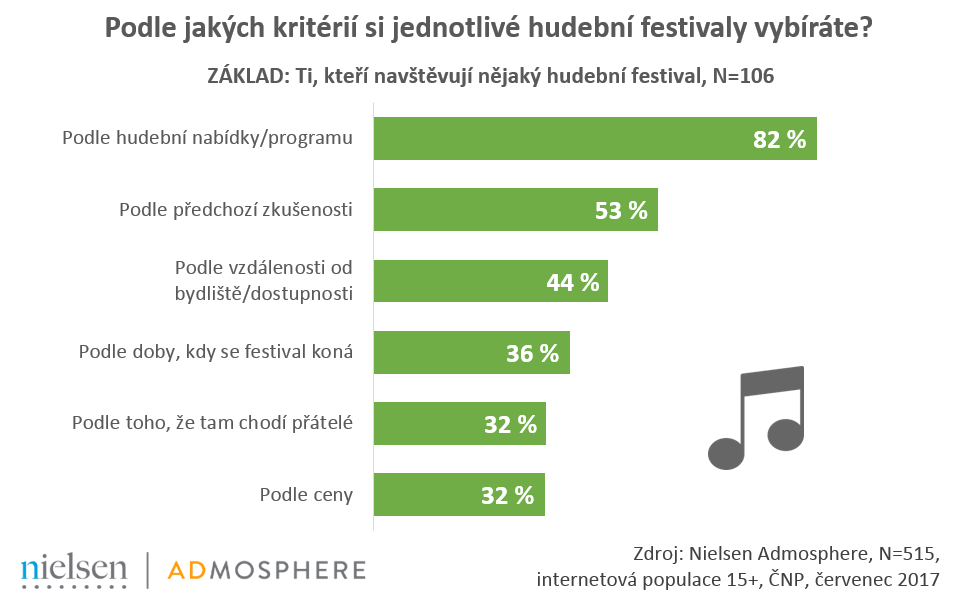 Podle jakých kritérií si jednotlivé hudební festivaly vybíráte?
ZÁKLAD: Ti, kteří navštěvují nějaký hudební festival, N=106
Podle hudební nabídky/programu
82 %
Podle předchozí zkušenosti
53 %
Podle vzdálenosti od
bydliště/dostupnosti
44 %
Podle doby, kdy se festival koná
36 %
Podle toho, že tam chodí přátelé
32 %
Podle ceny
32 %
nielsen
ADMOSPHERE
Zdroj: Nielsen Admosphere, N=515,
internetová populace 15+, ČNP, červenec 2017